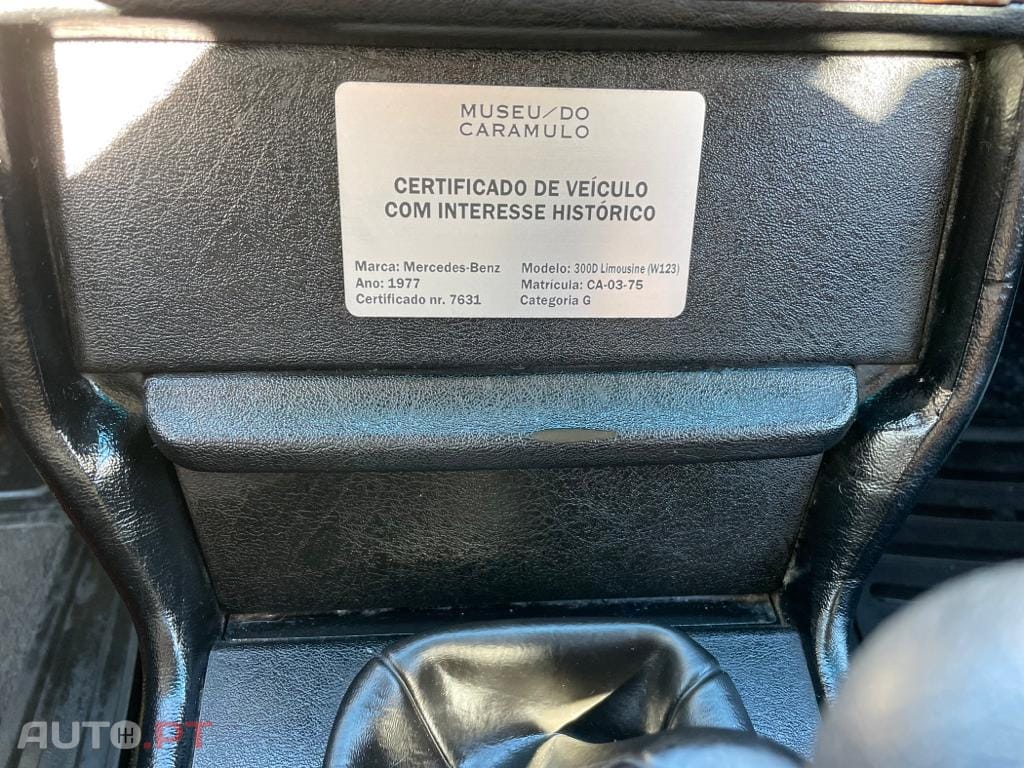 MUSEU/DO
CARAMULO
CERTIFICADO DE VEÍCULO
COM INTERESSE HISTÓRICO
Marca: Mercedes-Benz
Modelo: 300D Limousine (W123)
Ano: 1977
Matrícula: CA-03-75
Certificado nr. 7631
Categoria G
AUTO.PT